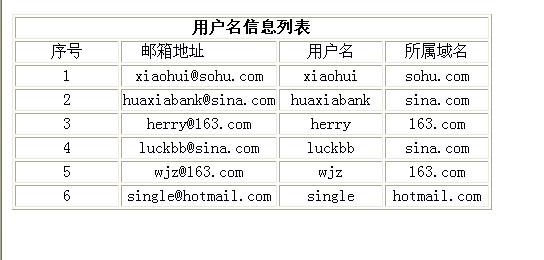 用户名信息列表
序号 邮箱地址 用户名 所属域名
1 xiaohui@sohu.com xiaohui sohu.com
2 huaxiabank@sina.com huaxiabank sina.com
3 herry@163.com herry 163.com
4 luckbb@sina.com luckbb sina.com
5 wjz@163.com wjz 163.com
6 single@hotmail.com single hotmail.com